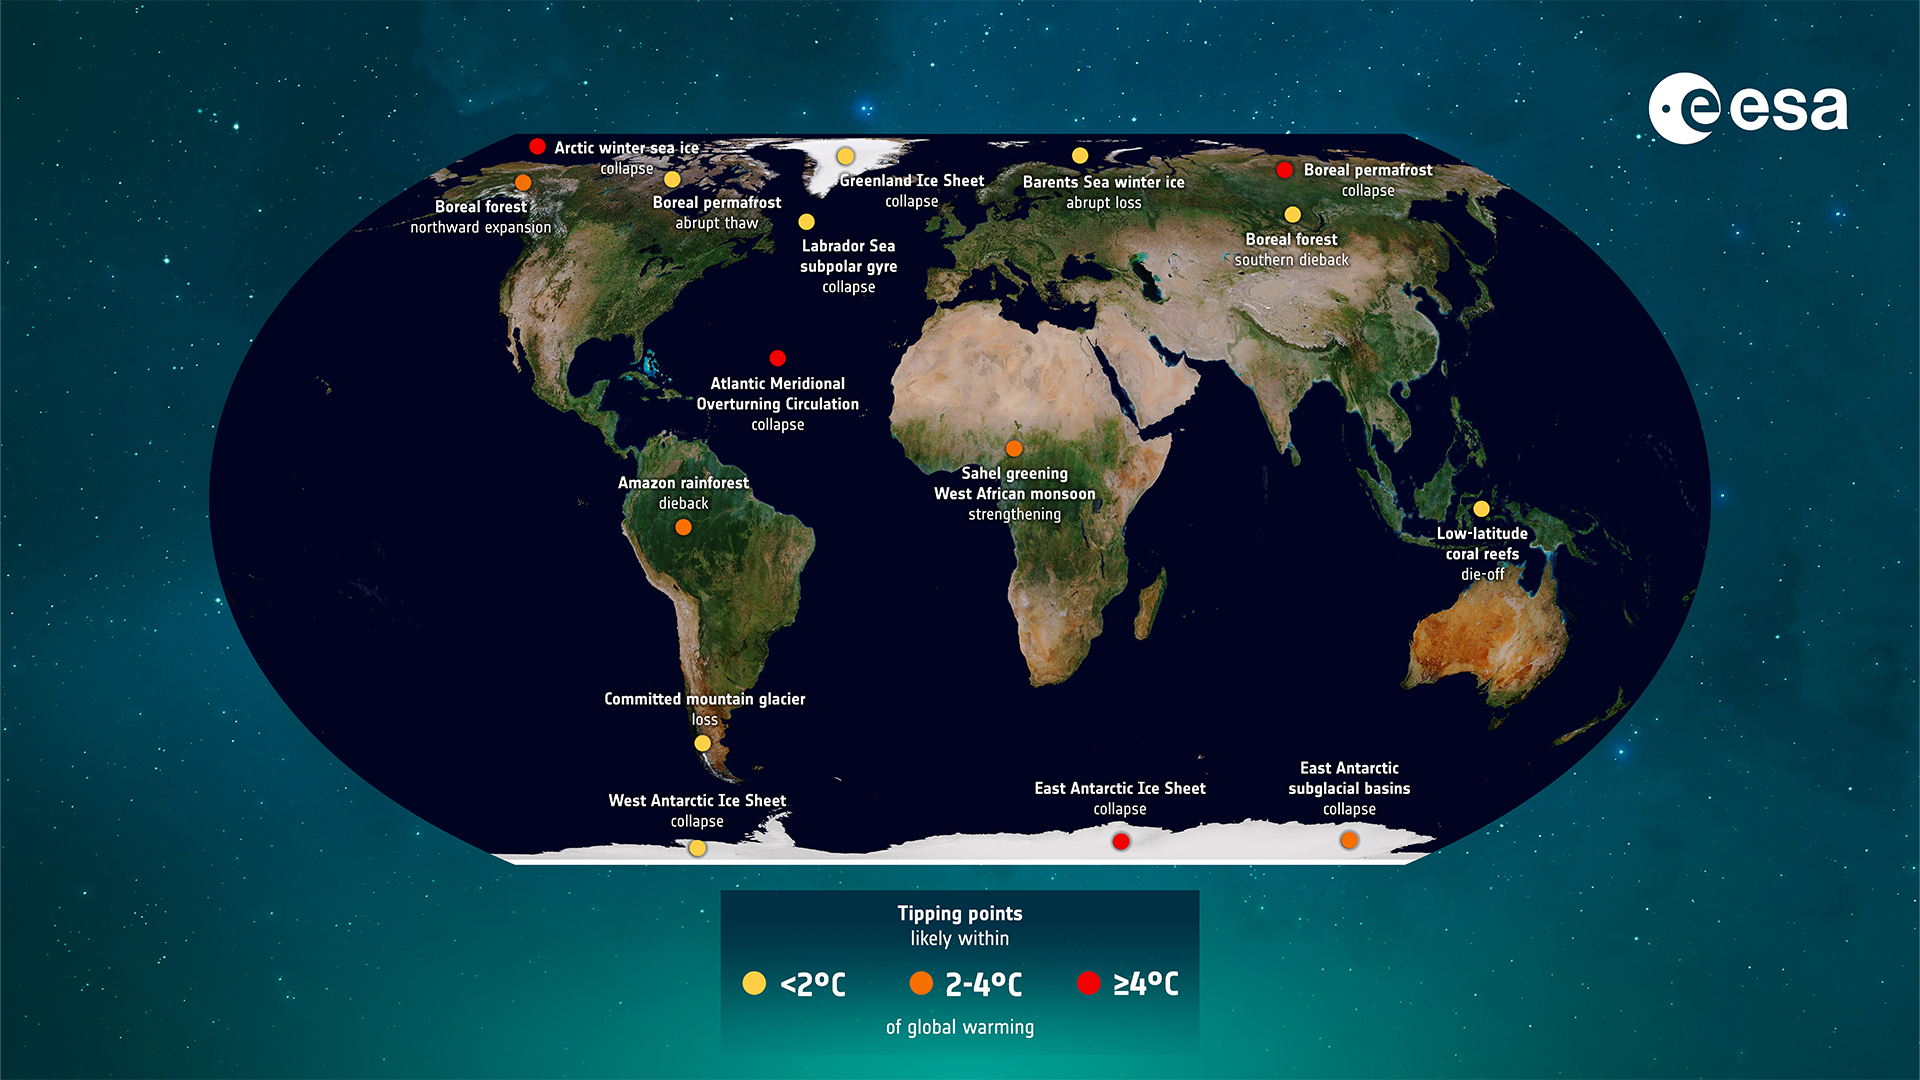 esa
Arctic winter sea ice
collapse
Boreal forest
northward expansion
Boreal permafrost
abrupt thaw
Greenland Ice Sheet
collapse
Barents Sea winter ice
abrupt loss
Boreal permafrost
collapse
Labrador Sea
subpolar gyre
collapse
Boreal forest
southern dieback
Atlantic Meridional
Overturning Circulation
collapse
Amazon rainforest
dieback
Sahel greening
West African monsoon
strengthening
Low-latitude
coral reefs
die-off
Committed mountain glacier
loss
West Antarctic Ice Sheet
collapse
East Antarctic Ice Sheet
collapse
East Antarctic
subglacial basins
collapse
Tipping points
likely within
<2°C 2-4°C ≥4°C
of global warming